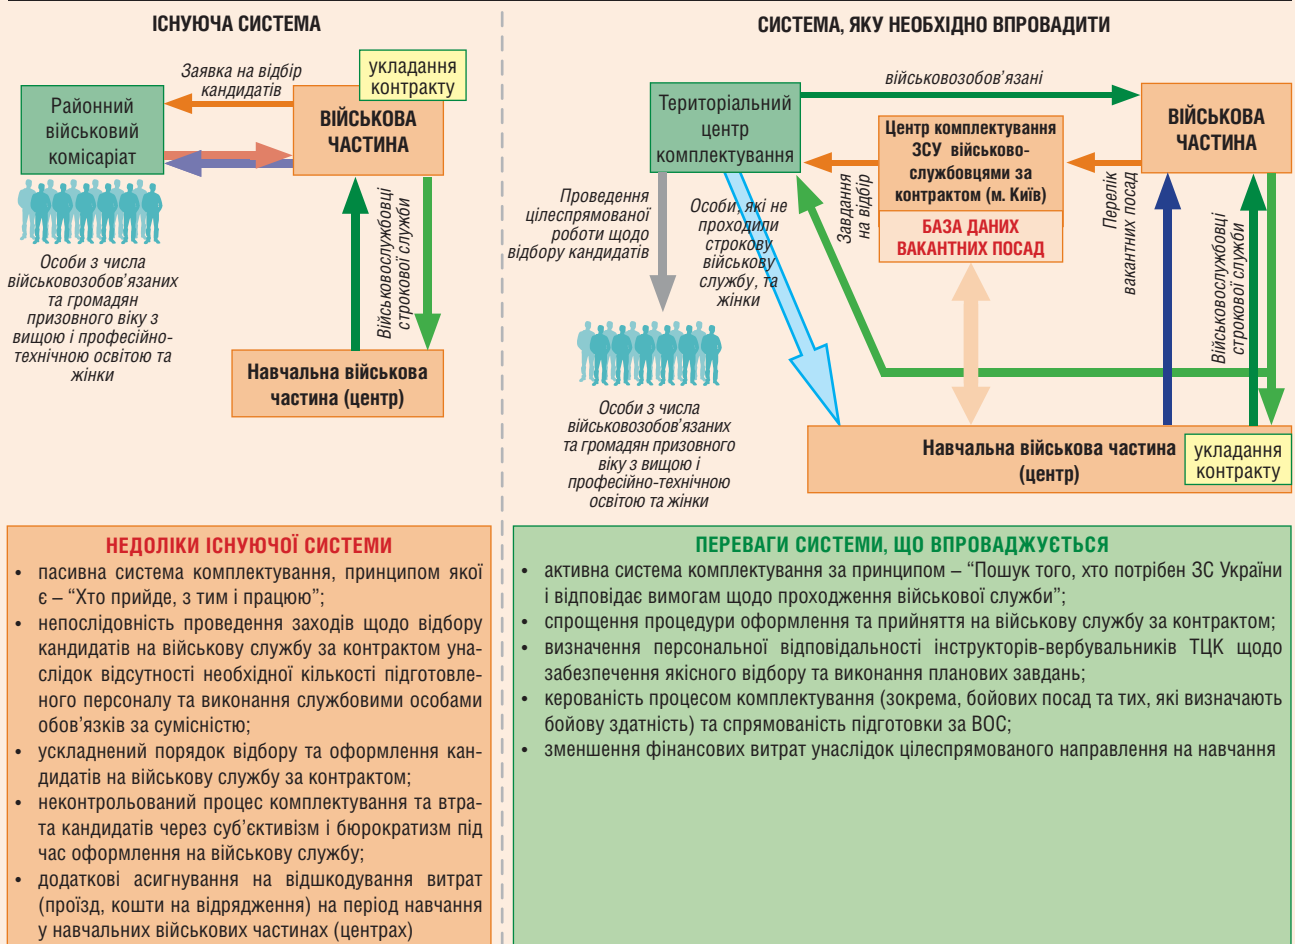 ІСНУЮЧА СИСТЕМА
Заявка на відбір
кандидатів
укладання
контракту
Районний
військовий
комісаріат
ВІЙСЬКОВА
ЧАСТИНА
Особи з числа
військовозобов’язаних
та громадян
призовного віку з
вищою і професійно-
технічною освітою та
жінки
Військовослужбовці
строкової служби
Навчальна військова
частина (центр)
СИСТЕМА, ЯКУ НЕОБХІДНО ВПРОВАДИТИ
військовозобов’язані
Територіальний
центр
комплектування
Центр комплектування
ЗСУ військово-
службовцями за
контрактом (м. Київ)
БАЗА ДАНИХ
ВАКАНТНИХ ПОСАД
ВІЙСЬКОВА
ЧАСТИНА
Проведення
цілеспрямованої
роботи щодо
відбору кандидатів
Особи, які не
проходили
строкову
військову
службу, та
жінки
Завдання
на відбір
Перелік
вакантних посад
Військовослужбовці
строкової служби
Особи з числа
військовозобов’язаних
та громадян призовного
віку з вищою і
професійно-технічною
освітою та жінки
Навчальна військова частина
(центр)
укладання
контракту
НЕДОЛІКИ ІСНУЮЧОЇ СИСТЕМИ
• пасивна система комплектування, принципом якої
є – “Хто прийде, з тим і працюю”;
• непослідовність проведення заходів щодо відбору
кандидатів на військову службу за контрактом уна-
слідок відсутності необхідної кількості підготовле-
ного персоналу та виконання службовими особами
обов’язків за сумісністю;
• ускладнений порядок відбору та оформлення кан-
дидатів на військову службу за контрактом;
• неконтрольований процес комплектування та втра-
та кандидатів через суб’єктивізм і бюрократизм під
час оформлення на військову службу;
• додаткові асигнування на відшкодування витрат
(проїзд, кошти на відрядження) на період навчання
у навчальних військових частинах (центрах)
ПЕРЕВАГИ СИСТЕМИ, ЩО ВПРОВАДЖУЄТЬСЯ
• активна система комплектування за принципом – “Пошук того, хто потрібен ЗС України
і відповідає вимогам щодо проходження військової служби”;
• спрощення процедури оформлення та прийняття на військову службу за контрактом;
• визначення персональної відповідальності інструкторів-вербувальників ТЦК щодо
забезпечення якісного відбору та виконання планових завдань;
• керованість процесом комплектування (зокрема, бойових посад та тих, які визначають
бойову здатність) та спрямованість підготовки за ВОС;
• зменшення фінансових витрат унаслідок цілеспрямованого направлення на навчання